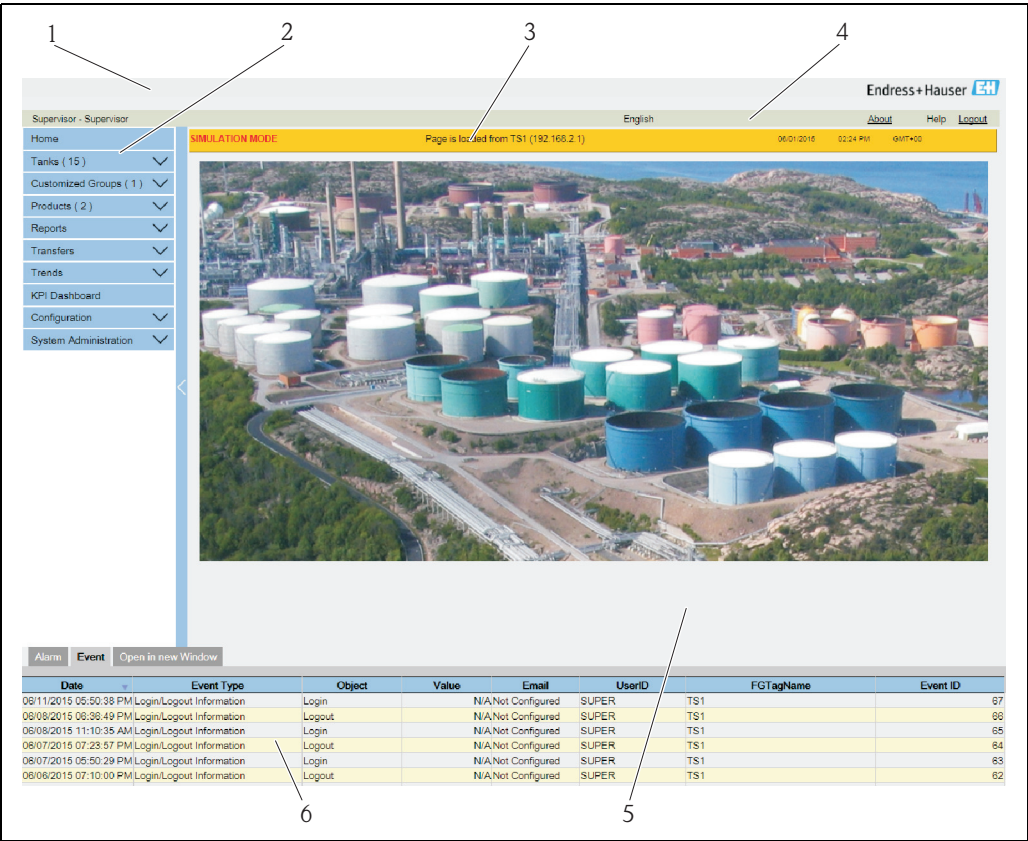 1 2 3 4
Endress+Hauser EH
Supervisor - Supervisor English About Help Logout
Home
SIMULATION MODE Page is loaded from TS1 (192.168.2.1) 06/01/2015 02:24 PM GMT+00
Tanks ( 15 )
Customized Groups ( 1 )
Products ( 2 )
Reports
Transfers
Trends
KPI Dashboard
Configuration
System Administration
Alarm Event Open in new Window
Date Event Type Object Value Email UserID FGTagName Event ID
06/11/2015 05:50:38 PM Login/Logout Information Login N/A Not Configured SUPER TS1 67
06/08/2015 06:36:49 PM Login/Logout Information Logout N/A Not Configured SUPER TS1 66
06/08/2015 11:10:35 AM Login/Logout Information Login N/A Not Configured SUPER TS1 65
06/07/2015 07:23:57 PM Login/Logout Information Logout N/A Not Configured SUPER TS1 64
06/07/2015 05:50:29 PM Login/Logout Information Login N/A Not Configured SUPER TS1 63
06/06/2015 07:10:00 PM Login/Logout Information Logout N/A Not Configured SUPER TS1 62
6 5